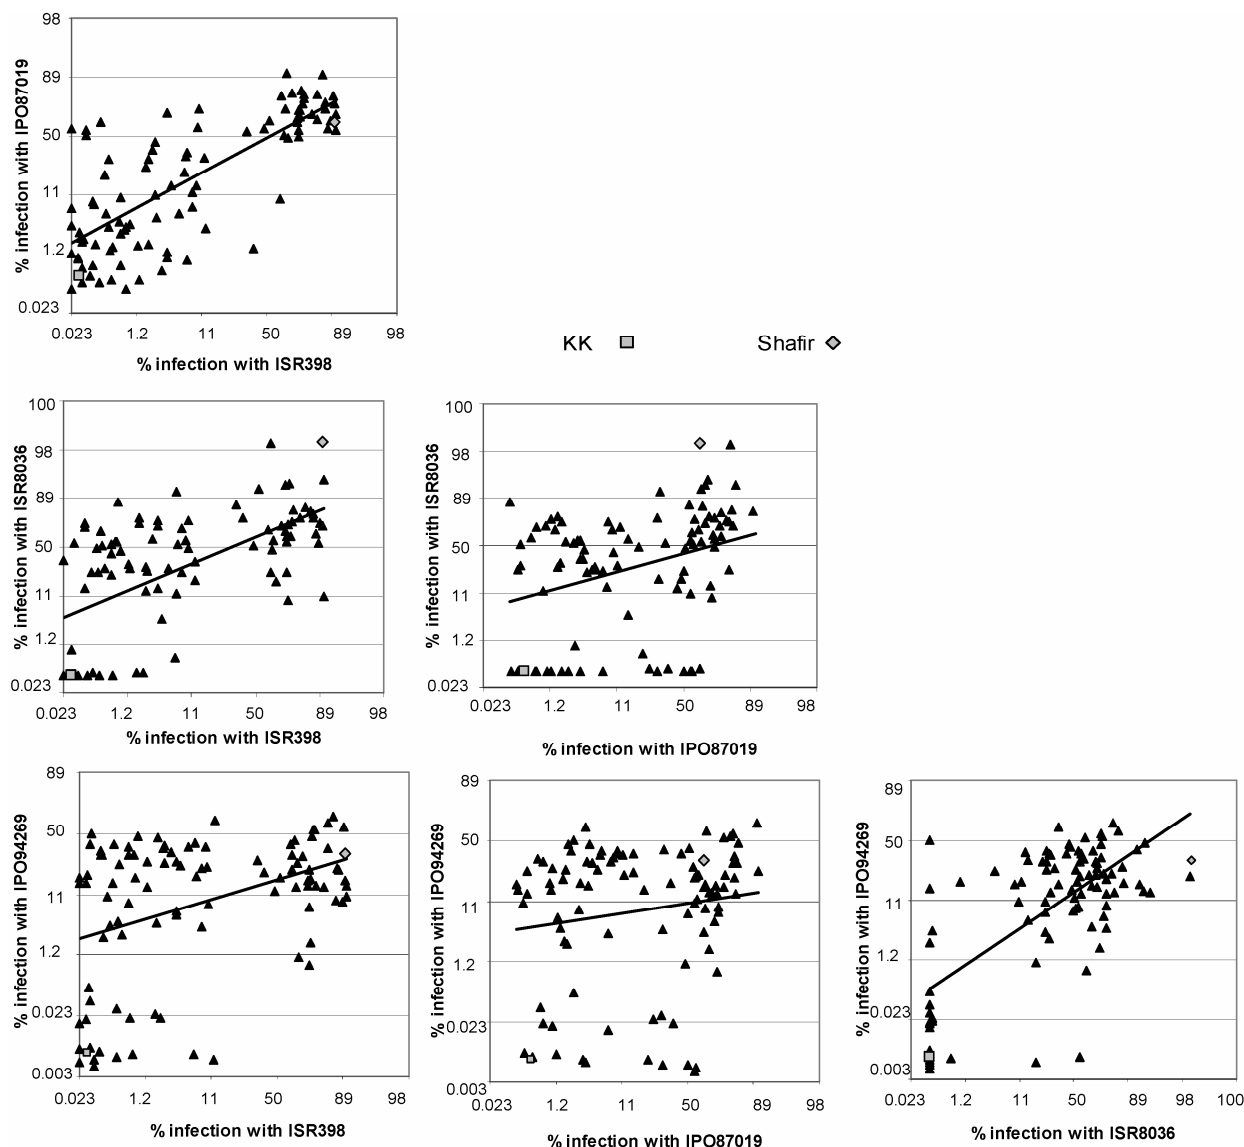 98
89
50
11
1.2
0.023
% infection with IPO87019
0.023 1.2 11 50 89 98
% infection with ISR398
KK Shafir
100
98
89
50
11
1.2
0.023
% infection with ISR8036
0.023 1.2 11 50 89 98
% infection with ISR398
100
98
89
50
11
1.2
0.023
% infection with ISR8036
0.023 1.2 11 50 89 98
% infection with IPO87019
89
50
11
1.2
0.023
0.003
% infection with IPO94269
0.023 1.2 11 50 89 98
% infection with ISR398
89
50
11
1.2
0.023
0.003
% infection with IPO94269
0.023 1.2 11 50 89 98
% infection with IPO87019
89
50
11
1.2
0.023
0.003
% infection with IPO94269
0.023 1.2 11 50 89 98 100
% infection with ISR8036